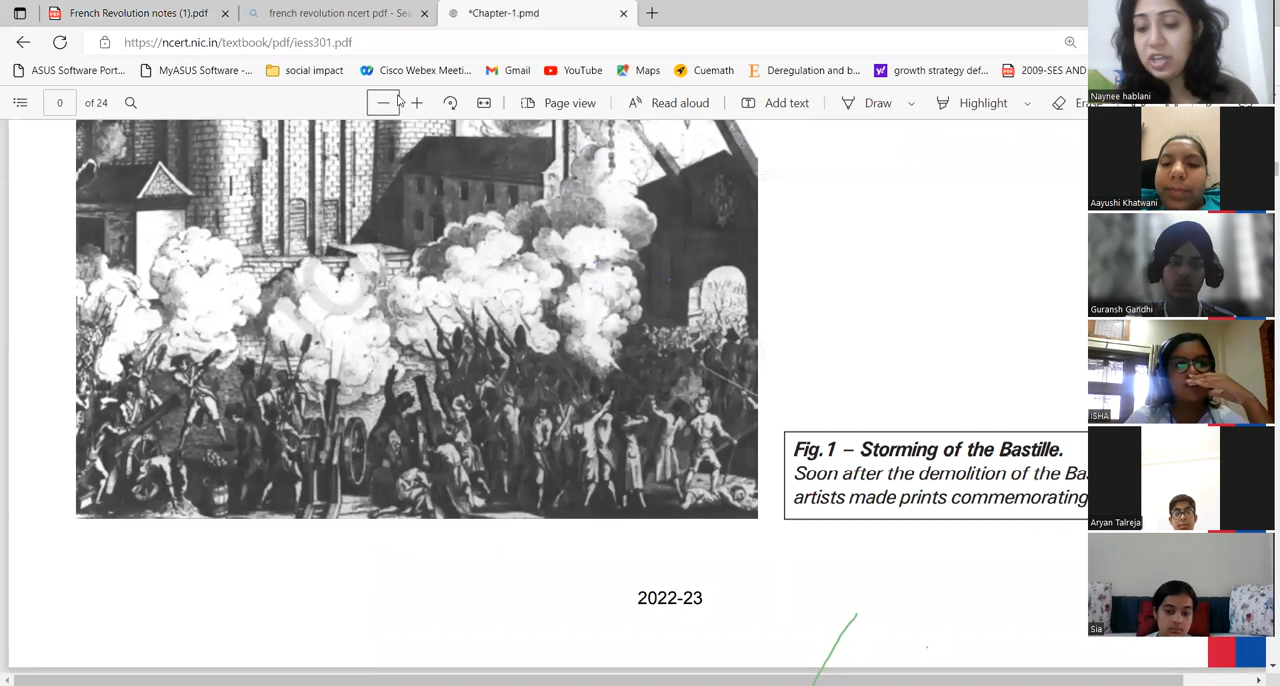 French Revolution notes (1).pdf
french revolution ncert pdf - Sea
*Chapter-1.pmd
https://ncert.nic.in/textbook/pdf/iess301.pdf
ASUS Software Port...
MyASUS Software -...
social impact
Cisco Webex Meeti...
Gmail
YouTube
Maps
Cuemath
Deregulation and b...
growth strategy def...
2009-SES AND
0 of 24
Page view
Read aloud
Add text
Draw
Highlight
Fig.1 – Storming of the Bastille.
Soon after the demolition of the Ba
artists made prints commemorating
2022-23
Naynee hablani
Aayushi Khatwani
Guransh Gandhi
ISHA
Aryan Talreja
Sia